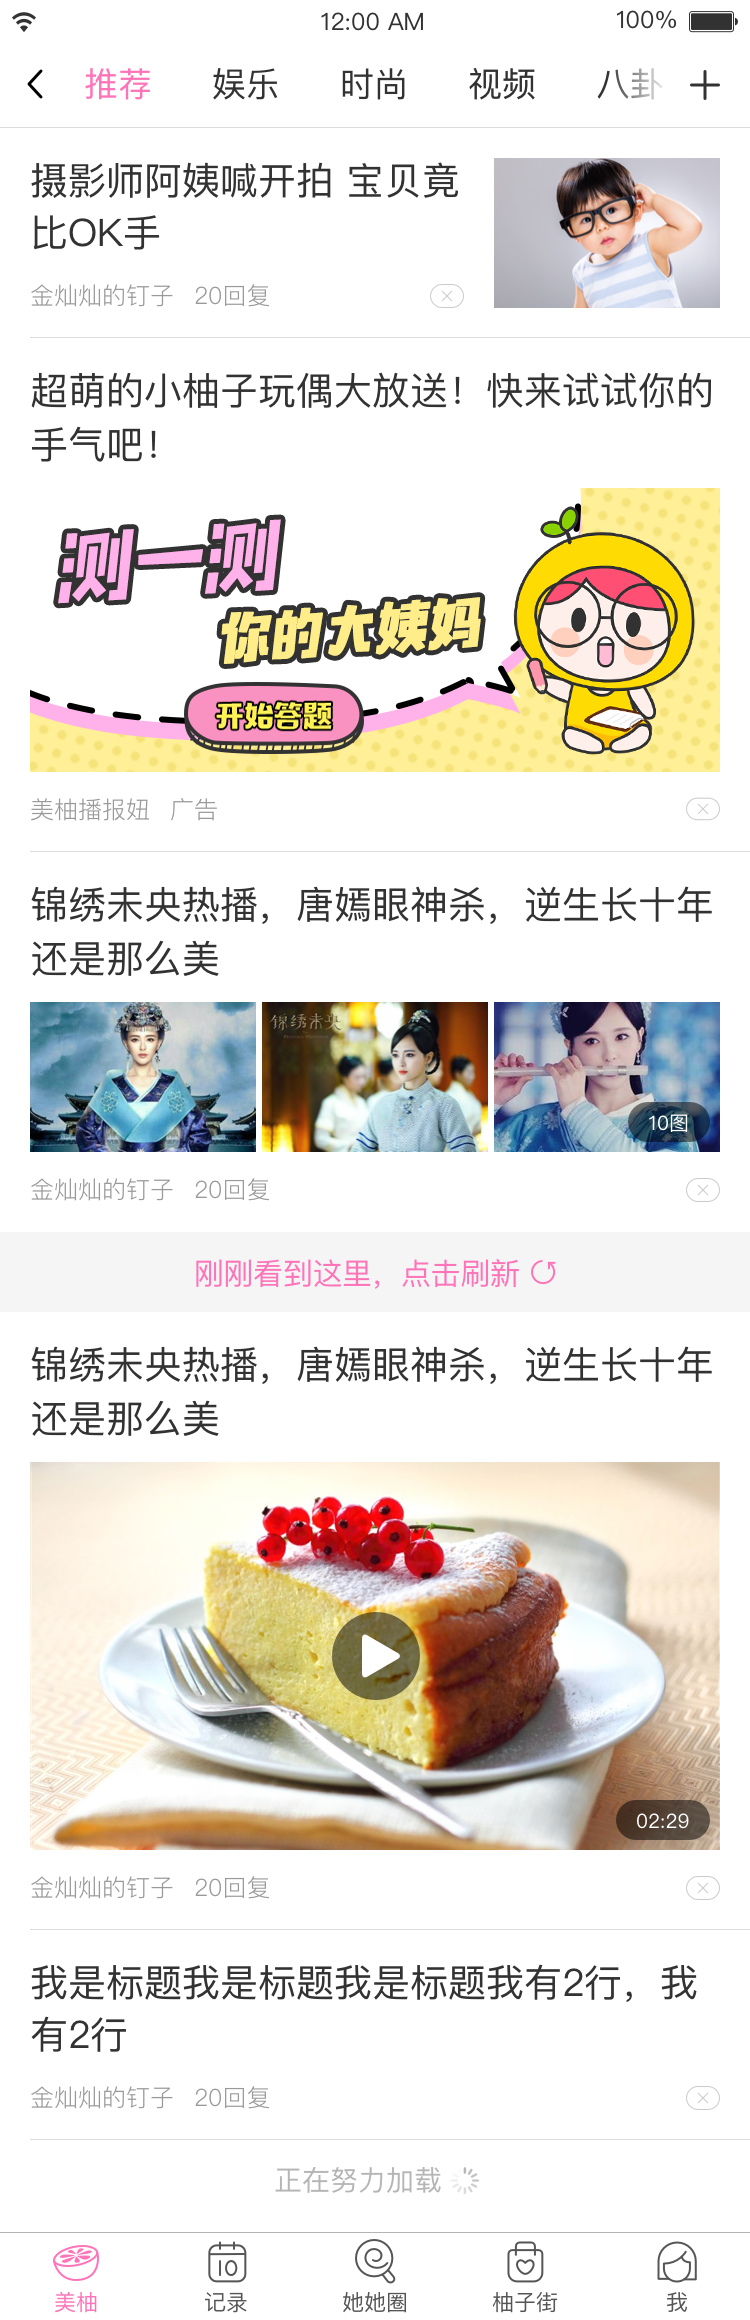 12:00 AM 100%
推荐 娱乐 时尚 视频 八卦
摄影师阿姨喊开拍 宝贝竟
比OK手
金灿灿的钉子 20回复
超萌的小柚子玩偶大放送！快来试试你的
手气吧！
测一测
你的大姨妈
开始答题
美柚播报妞 广告
锦绣未央热播，唐嫣眼神杀，逆生长十年
还是那么美
锦绣未央
10图
金灿灿的钉子 20回复
刚刚看到这里，点击刷新
锦绣未央热播，唐嫣眼神杀，逆生长十年
还是那么美
02:29
金灿灿的钉子 20回复
我是标题我是标题我是标题我有2行，我
有2行
金灿灿的钉子 20回复
正在努力加载
10
美柚 记录 她她圈 柚子街 我